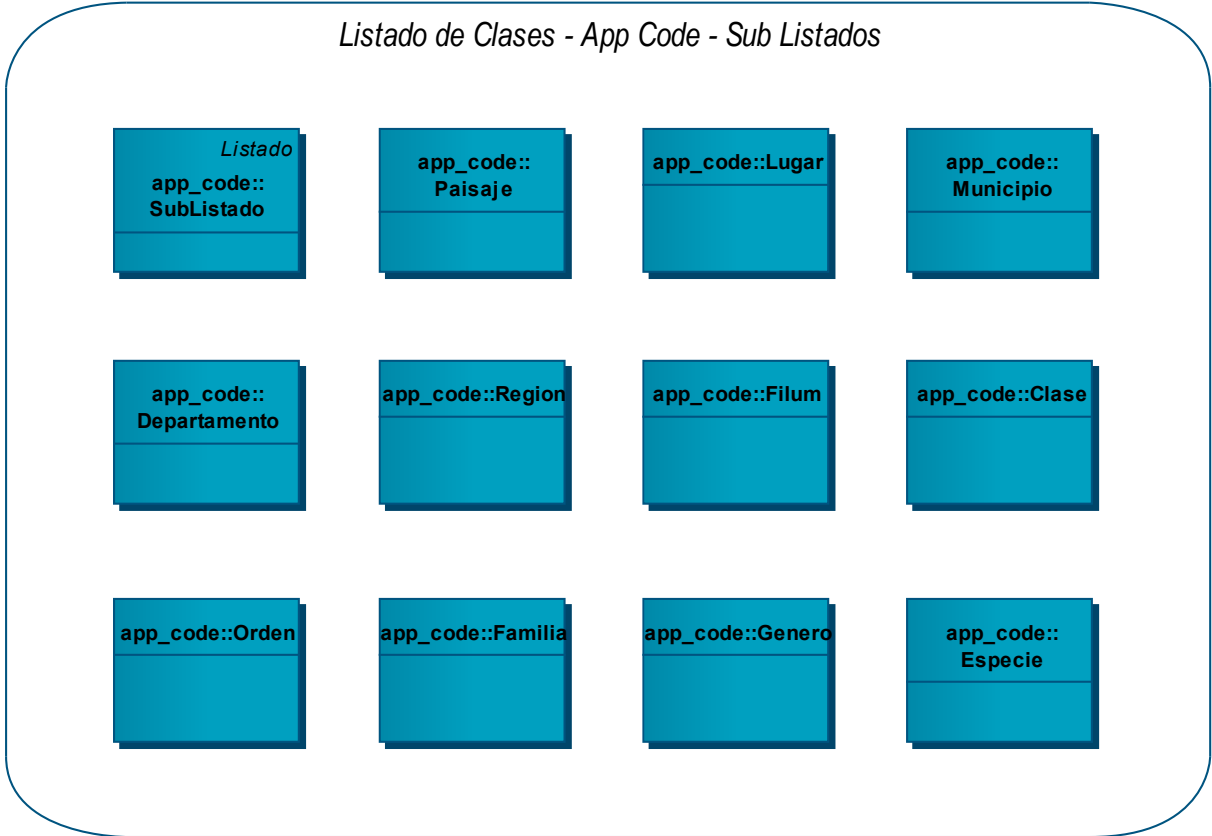 Listado de Clases - App Code - Sub Listados
Listado
app_code::
SubListado
app_code::
Paisaje
app_code::Lugar
app_code::
Municipio
app_code::
Departamento
app_code::Region
app_code::Filum
app_code::Clase
app_code::Orden
app_code::Familia
app_code::Genero
app_code::
Especie